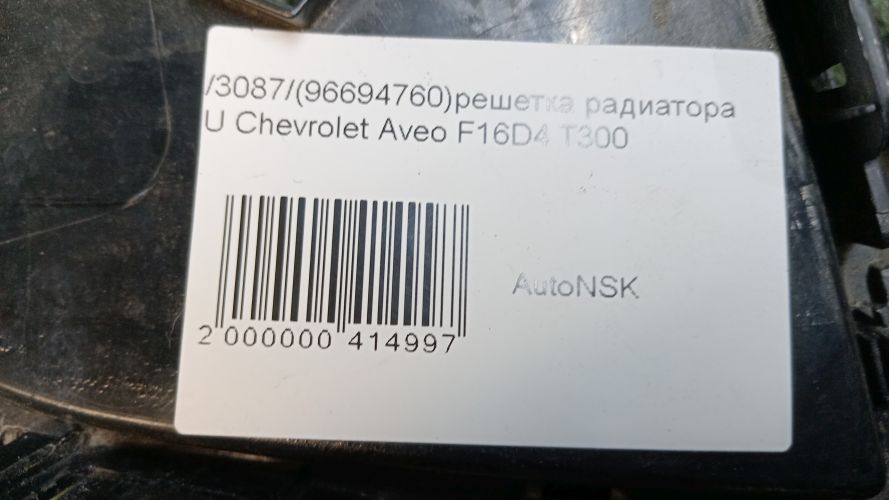 /3087/(96694760)решетка радиатора
U Chevrolet Aveo F16D4 T300
AutoNSK
2 000000 414997